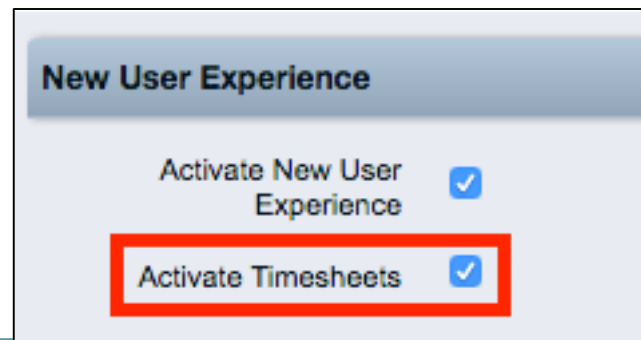 New User Experience
Activate New User
Experience
Activate Timesheets